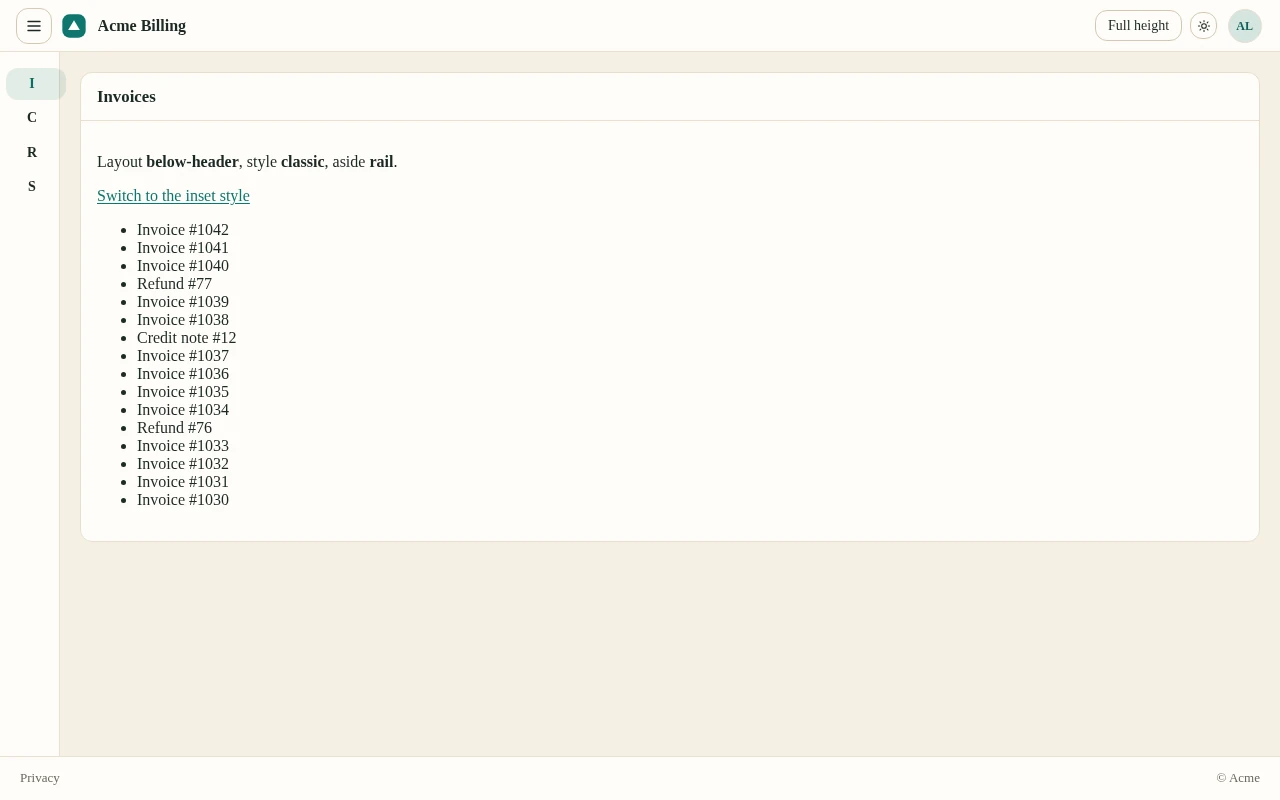 Acme Billing
Full height
AL
I
C
R
S
Invoices
Layout below-header, style classic, aside rail.
Switch to the inset style
Invoice #1042
Invoice #1041
Invoice #1040
Refund #77
Invoice #1039
Invoice #1038
Credit note #12
Invoice #1037
Invoice #1036
Invoice #1035
Invoice #1034
Refund #76
Invoice #1033
Invoice #1032
Invoice #1031
Invoice #1030
Privacy
© Acme